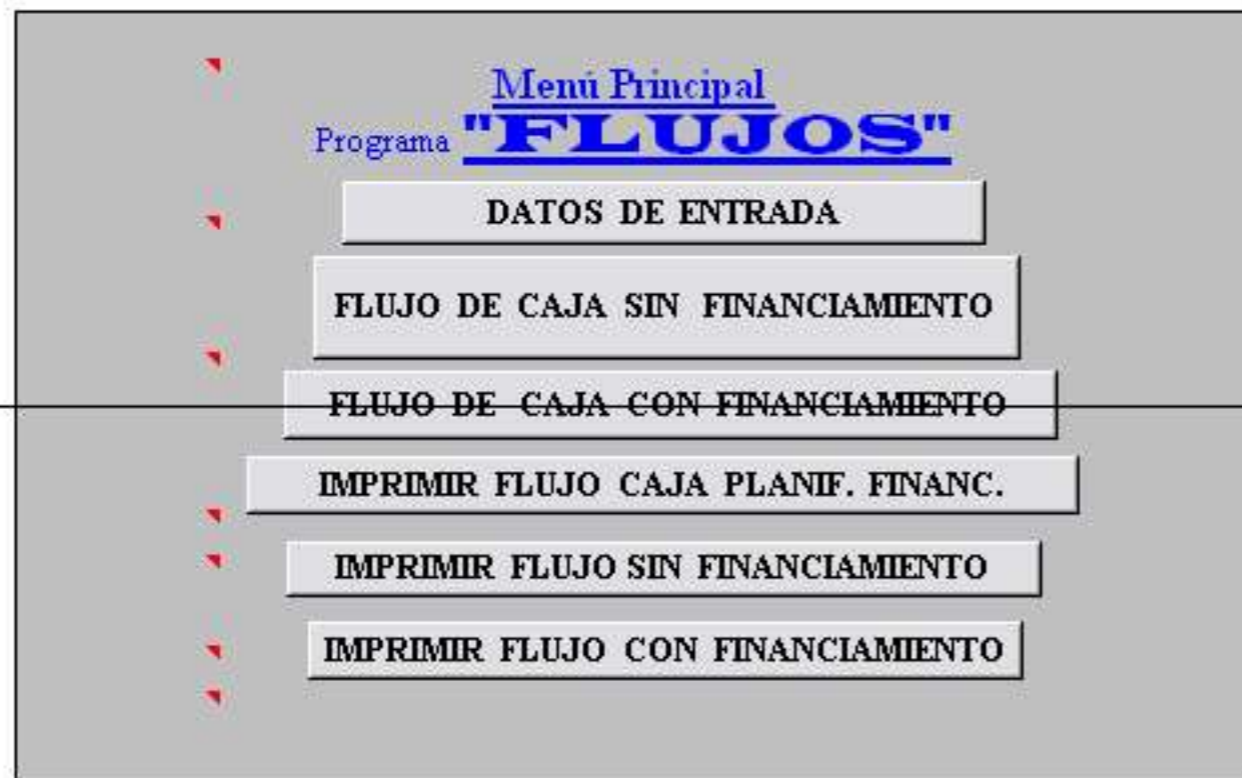 Menú Principal
Programa "FLUJOS"
DATOS DE ENTRADA
FLUJO DE CAJA SIN FINANCIAMIENTO
FLUJO DE CAJA CON FINANCIAMIENTO
IMPRIMIR FLUJO CAJA PLANIF. FINANC.
IMPRIMIR FLUJO SIN FINANCIAMIENTO
IMPRIMIR FLUJO CON FINANCIAMIENTO